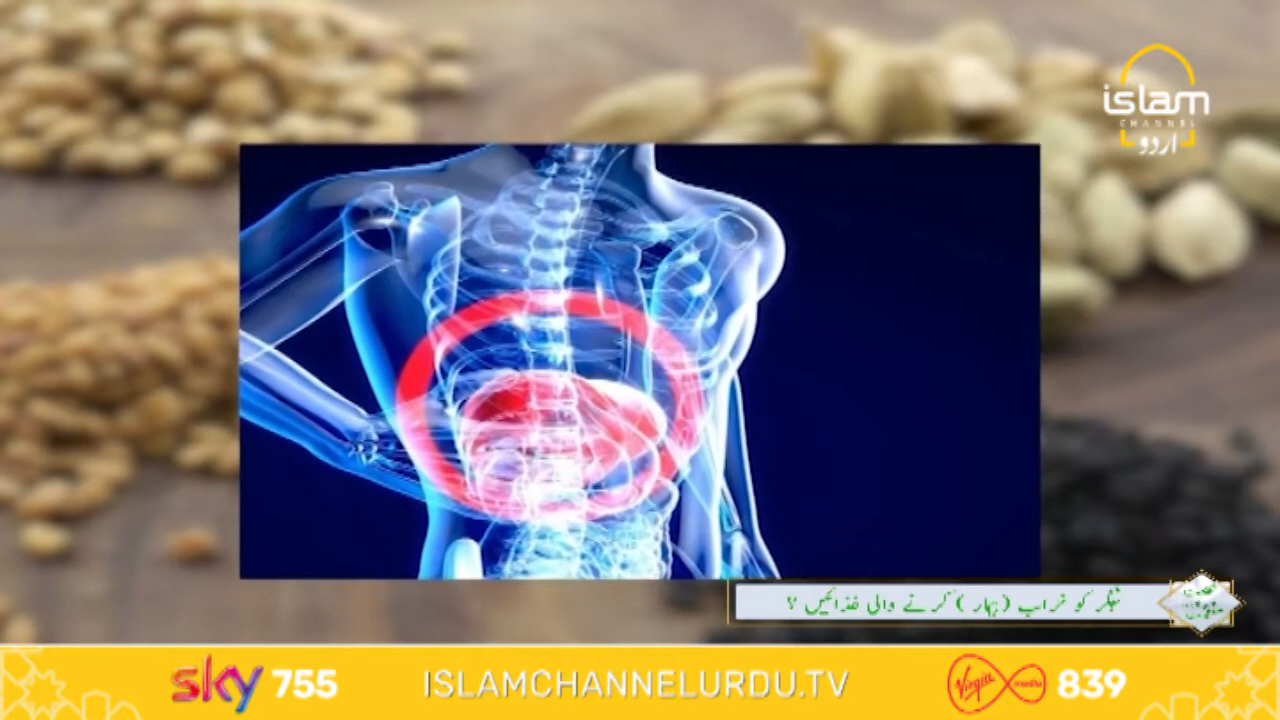 islam
CHANNEL
اردو
جگر کو خراب (بیمار) کرنے والی غذائیں ؟
sky 755
ISLAMCHANNELURDU.TV
Virgin media 839